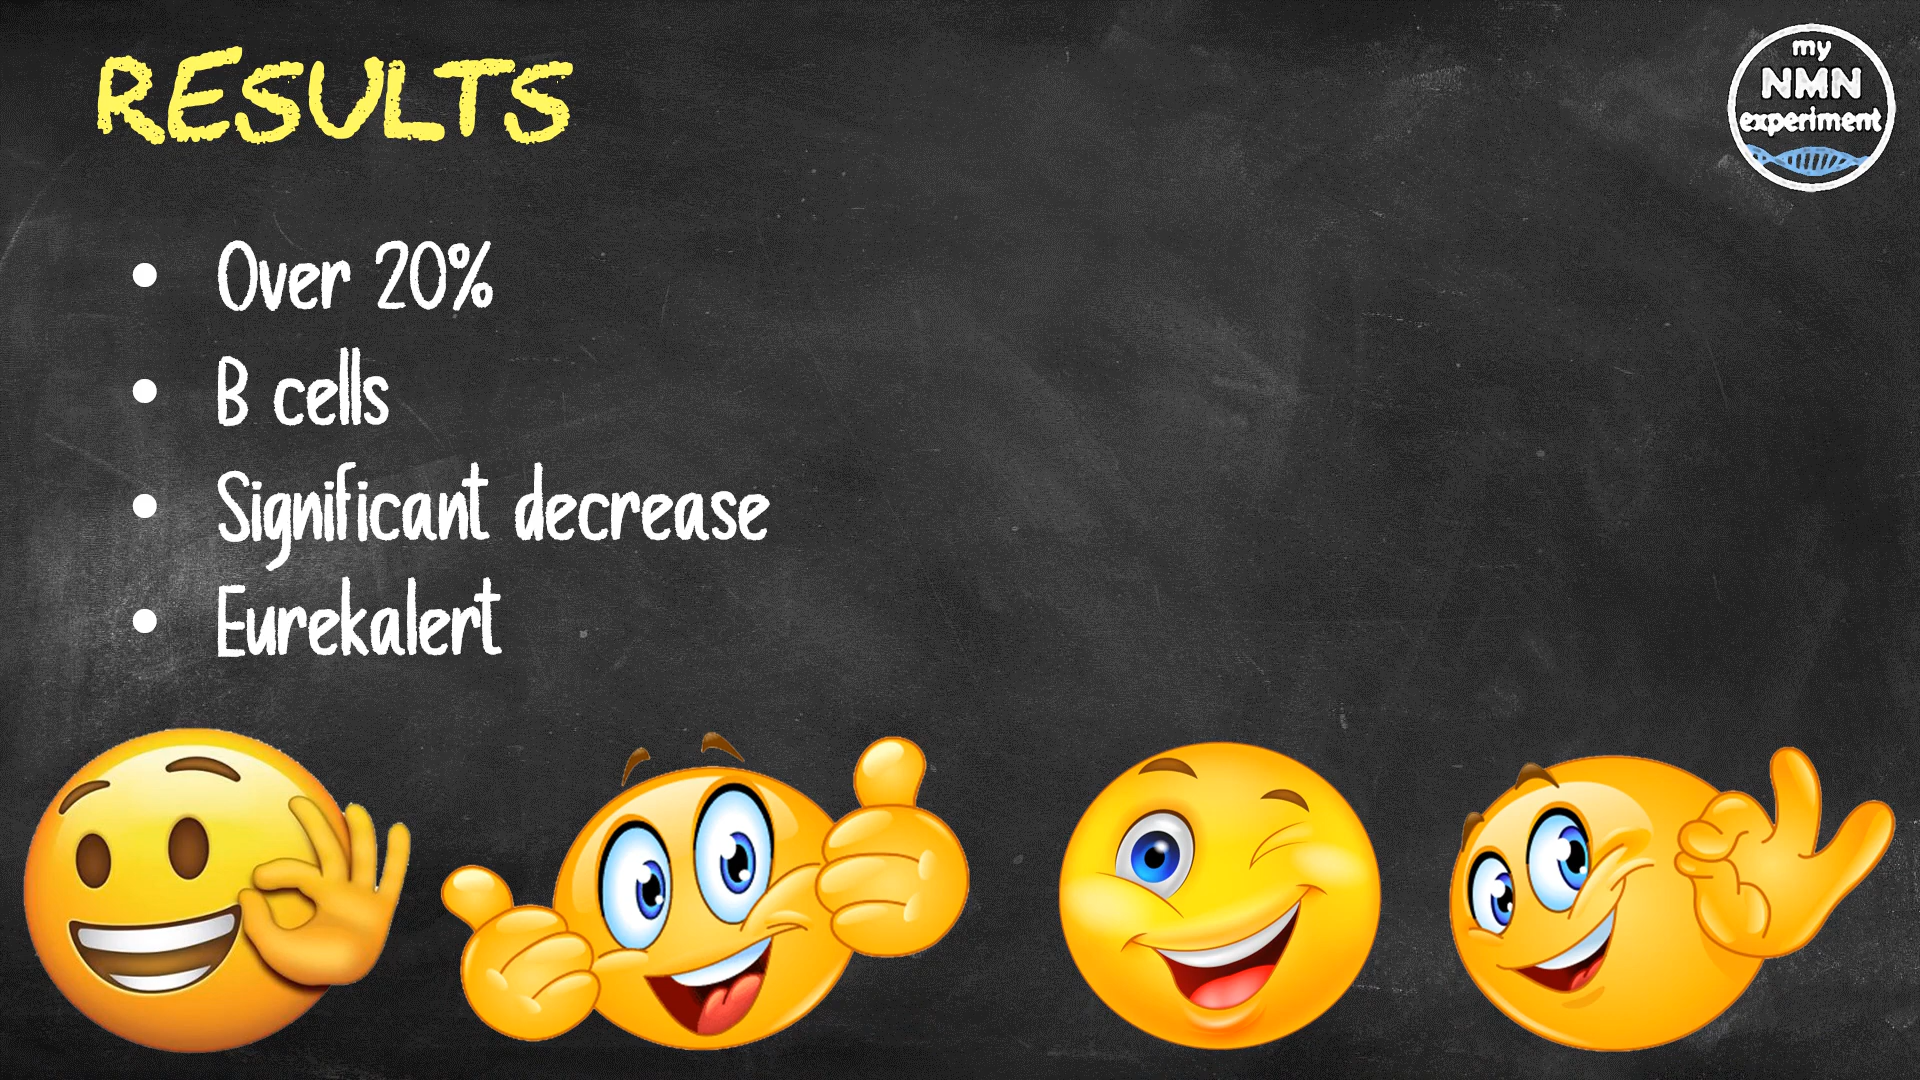 RESULTS
my
NMN
experiment
• Over 20%
• B cells
• Significant decrease
• Eurekalert